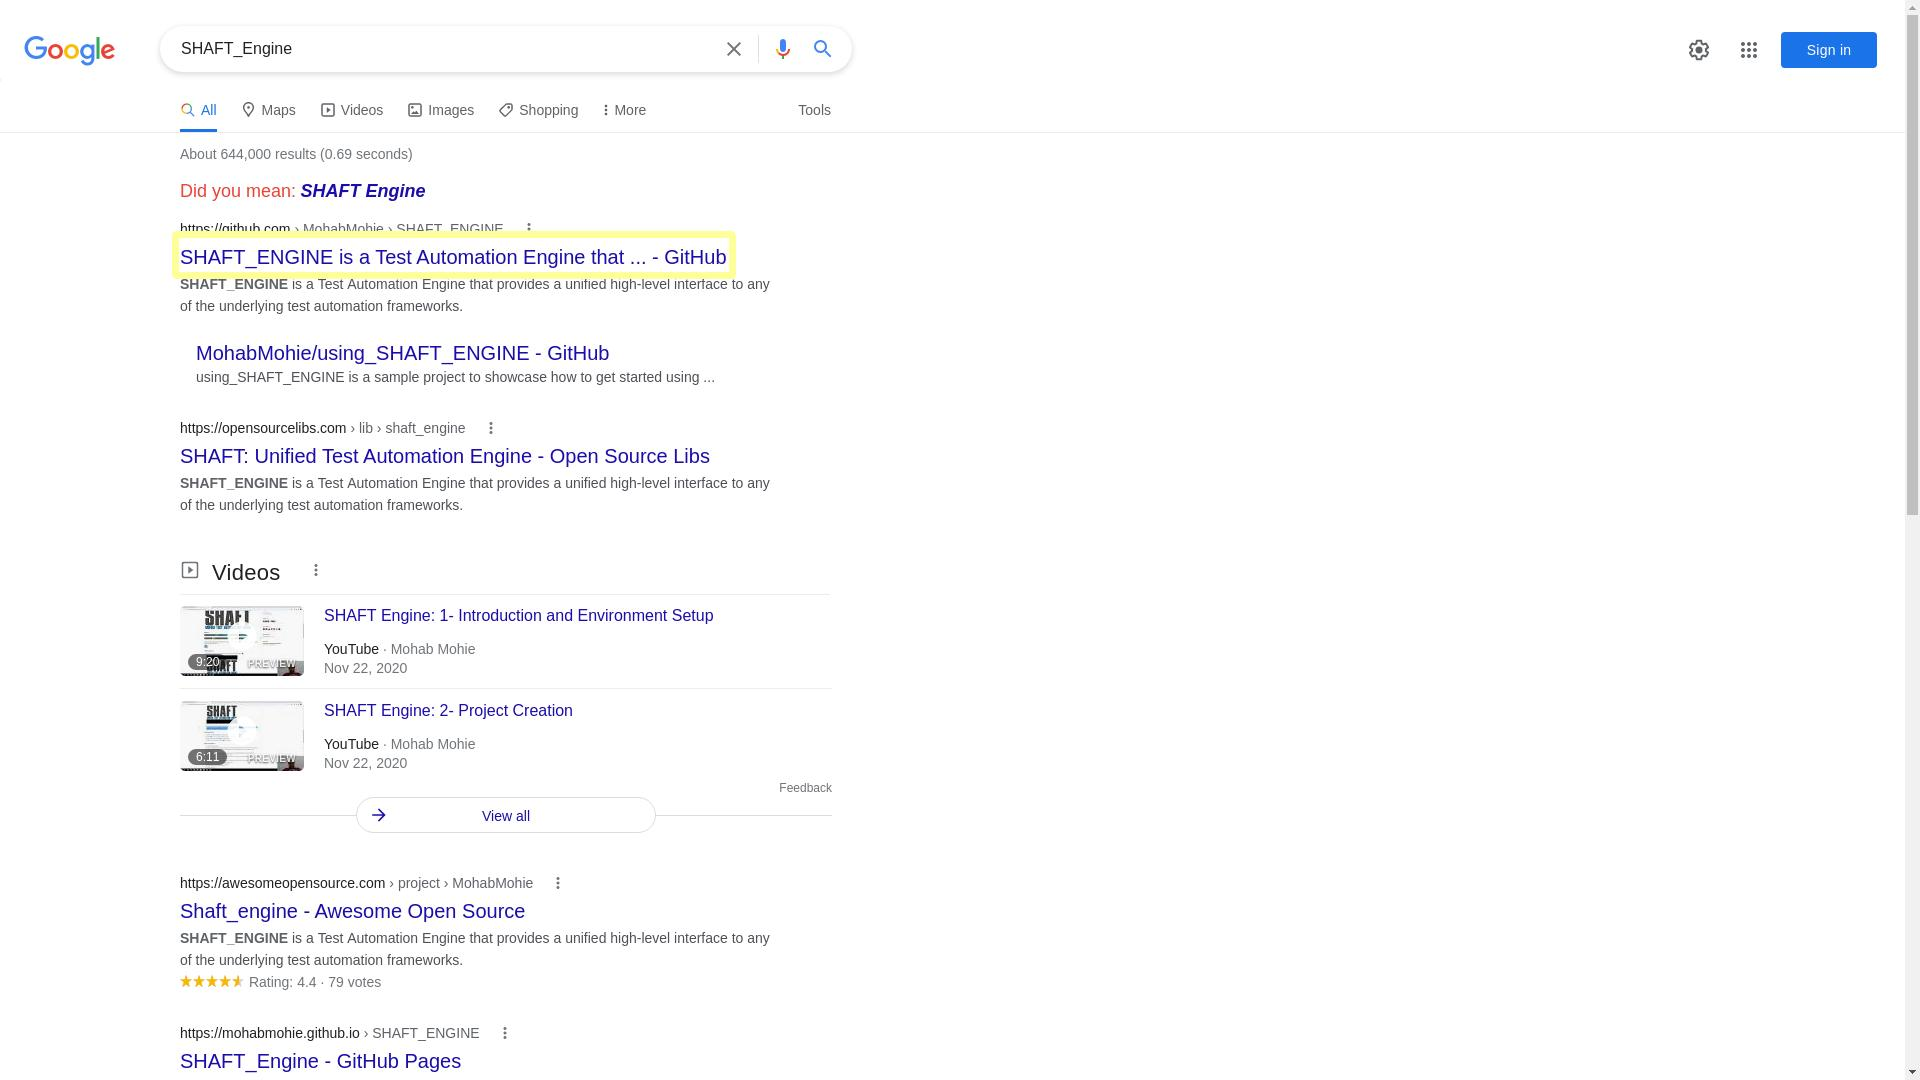 Google
SHAFT_Engine
Sign in
All
Maps
Videos
Images
Shopping
More
Tools
About 644,000 results (0.69 seconds)
Did you mean: SHAFT Engine
https://github.com › MohabMohie › SHAFT_ENGINE
SHAFT_ENGINE is a Test Automation Engine that ... - GitHub
SHAFT_ENGINE is a Test Automation Engine that provides a unified high-level interface to any
of the underlying test automation frameworks.
MohabMohie/using_SHAFT_ENGINE - GitHub
using_SHAFT_ENGINE is a sample project to showcase how to get started using ...
https://opensourcelibs.com › lib › shaft_engine
SHAFT: Unified Test Automation Engine - Open Source Libs
SHAFT_ENGINE is a Test Automation Engine that provides a unified high-level interface to any
of the underlying test automation frameworks.
Videos
SHAFT
9:20
PREVIEW
SHAFT Engine: 1- Introduction and Environment Setup
YouTube · Mohab Mohie
Nov 22, 2020
SHAFT
6:11
PREVIEW
SHAFT Engine: 2- Project Creation
YouTube · Mohab Mohie
Nov 22, 2020
Feedback
View all
https://awesomeopensource.com › project › MohabMohie
Shaft_engine - Awesome Open Source
SHAFT_ENGINE is a Test Automation Engine that provides a unified high-level interface to any
of the underlying test automation frameworks.
Rating: 4.4 · 79 votes
https://mohabmohie.github.io › SHAFT_ENGINE
SHAFT_Engine - GitHub Pages